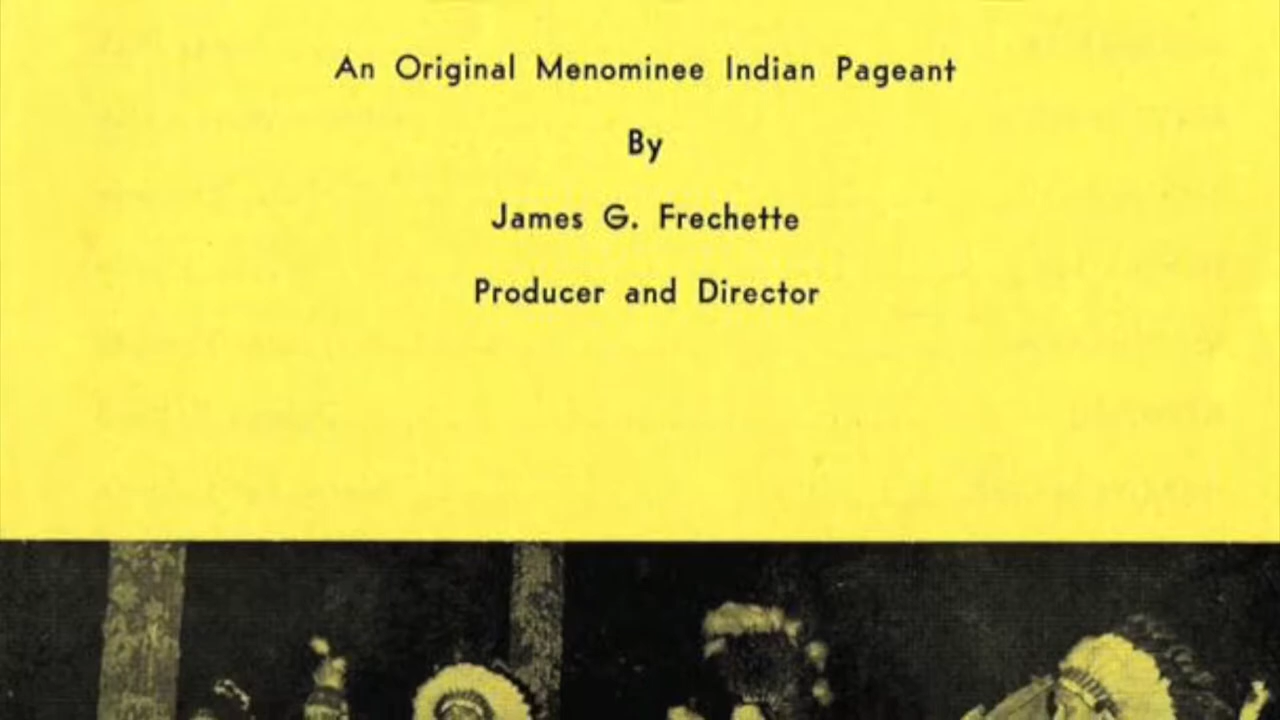 An Original Menominee Indian Pageant
By
James G. Frechette
Producer and Director